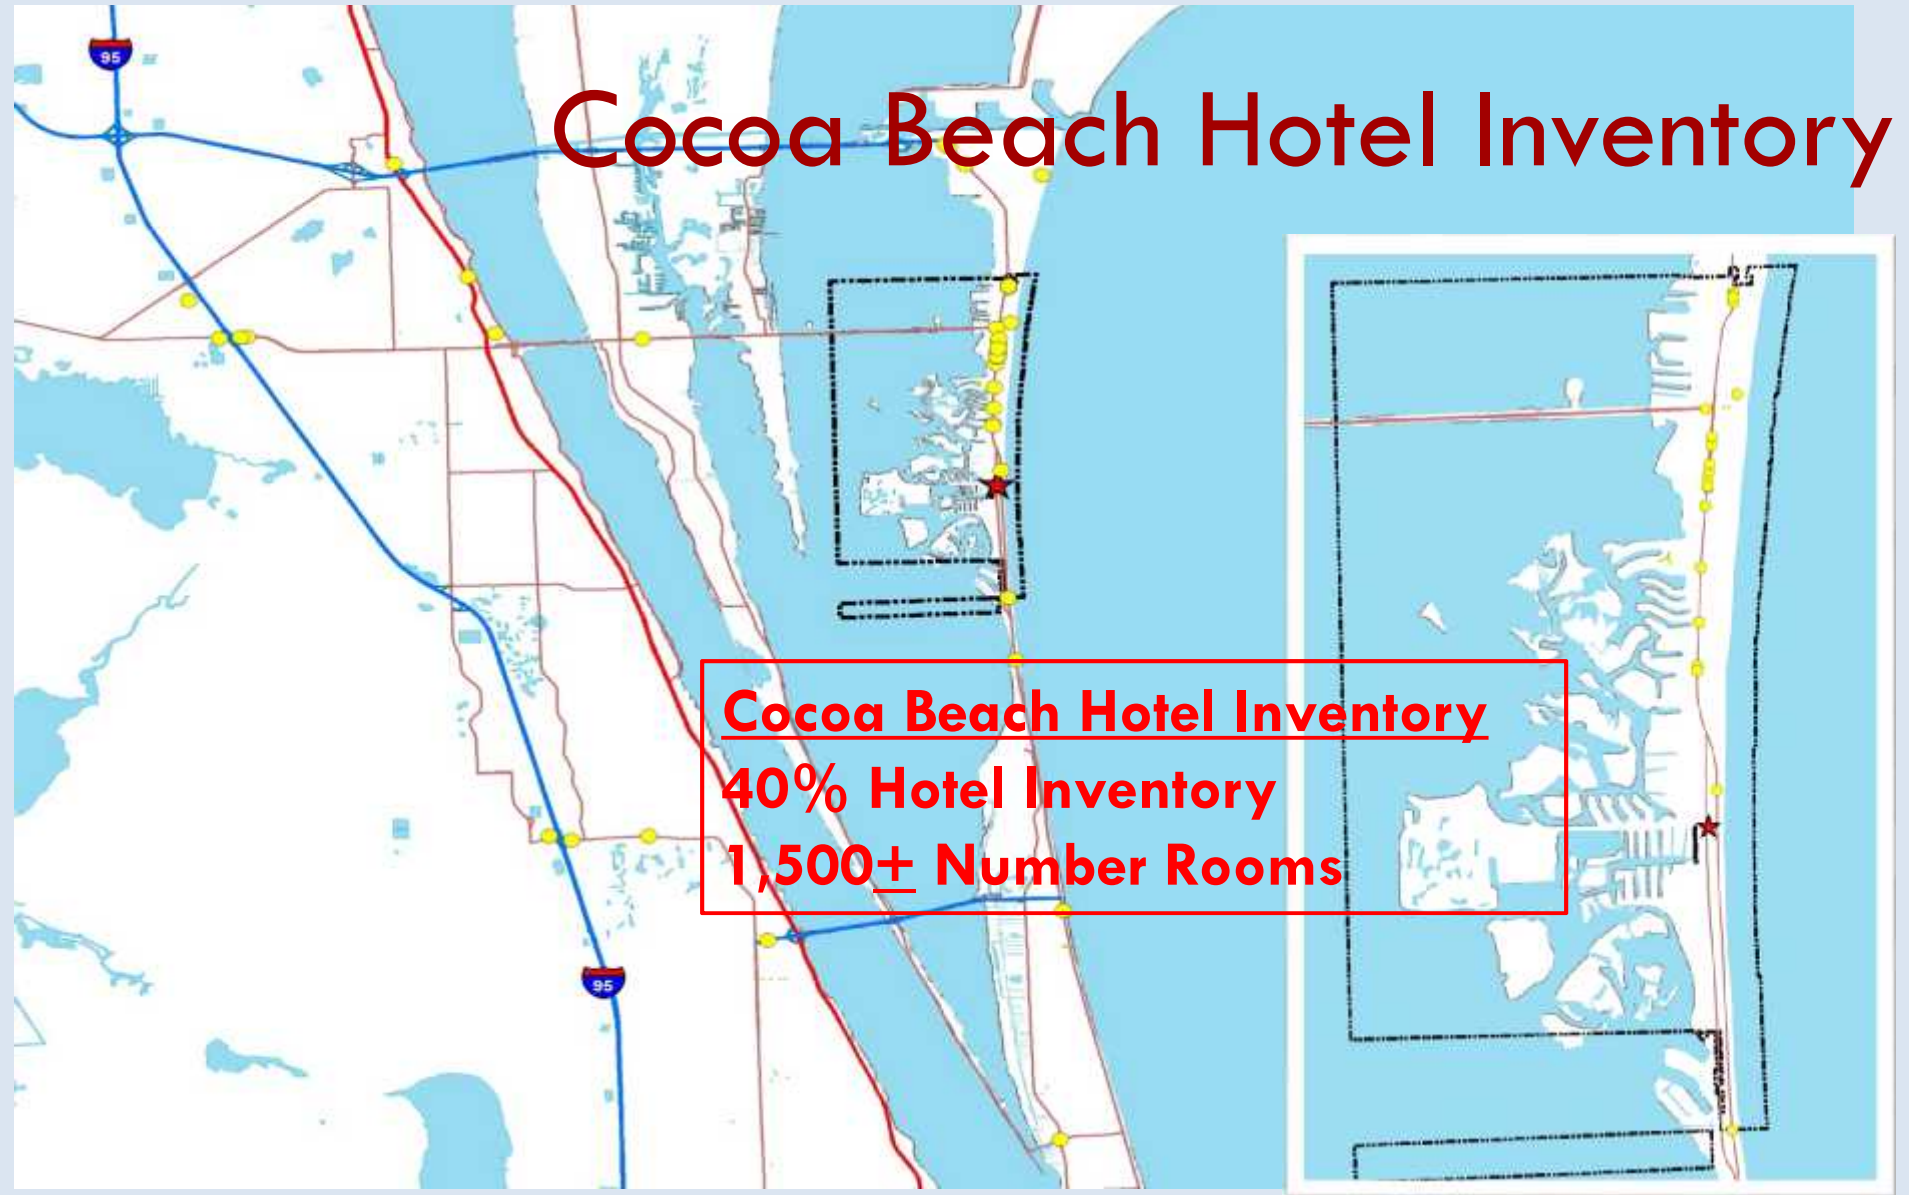 95
Cocoa Beach Hotel Inventory
Cocoa Beach Hotel Inventory
40% Hotel Inventory
1,500± Number Rooms
95